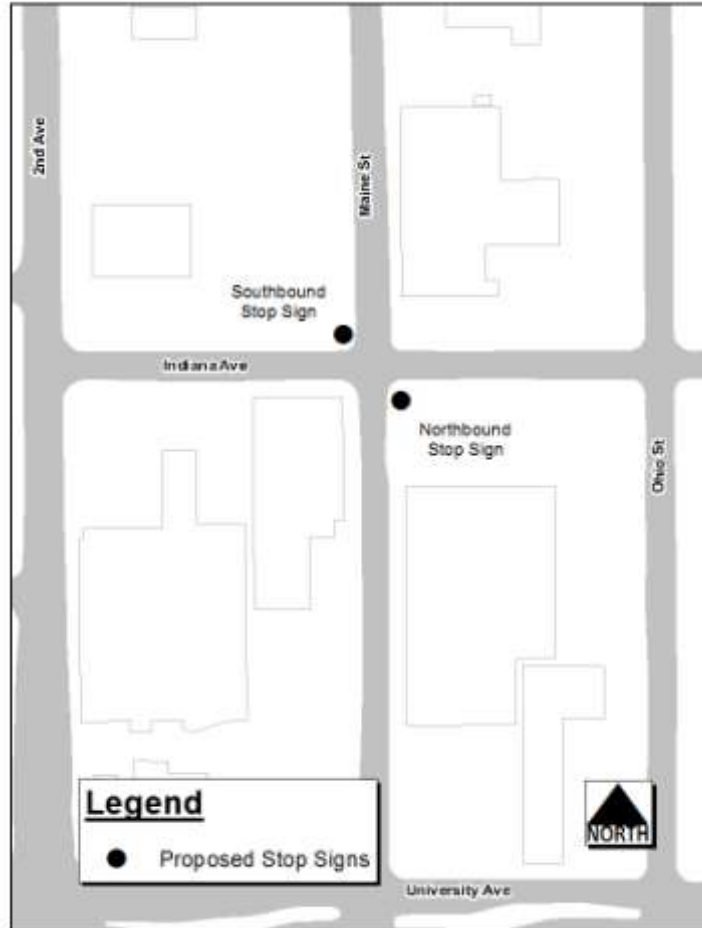 2nd Ave
Maine St
Southbound
Stop Sign
Indiana Ave
Northbound
Stop Sign
Ohio St
Legend
Proposed Stop Signs
NORTH
University Ave